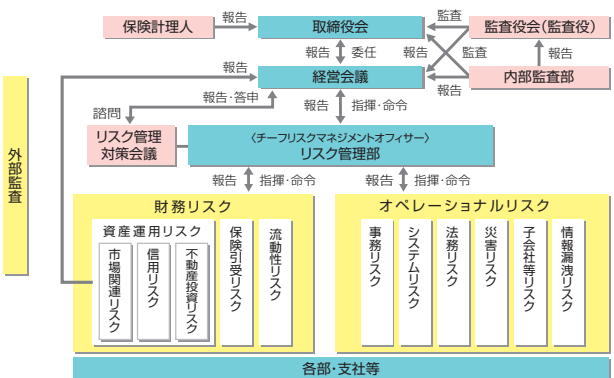 保険計理人
報告
取締役会
監査
監査役会(監査役)
報告
委任
報告
監査
報告
報告
経営会議
報告
内部監査部
報告・答申
諮問
報告
指揮・命令
リスク管理
対策会議
〈チーフリスクマネジメントオフィサー〉
リスク管理部
外部監査
報告
指揮・命令
報告
指揮・命令
財務リスク
資産運用リスク
市場関連リスク
信用リスク
不動産投資リスク
保険引受リスク
流動性リスク
オペレーショナルリスク
事務リスク
システムリスク
法務リスク
災害リスク
子会社等リスク
情報漏洩リスク
各部・支社等